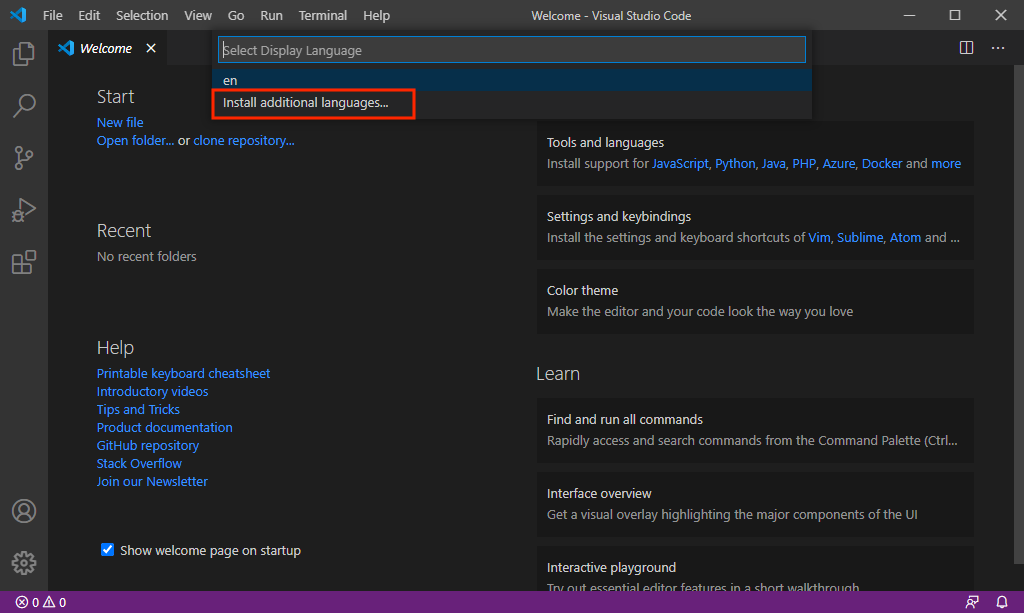 File Edit Selection View Go Run Terminal Help Welcome - Visual Studio Code
Welcome
Select Display Language
en
Install additional languages...
Start
New file
Open folder... or clone repository...
Recent
No recent folders
Help
Printable keyboard cheatsheet
Introductory videos
Tips and Tricks
Product documentation
GitHub repository
Stack Overflow
Join our Newsletter
Show welcome page on startup
Tools and languages
Install support for JavaScript, Python, Java, PHP, Azure, Docker and more
Settings and keybindings
Install the settings and keyboard shortcuts of Vim, Sublime, Atom and ...
Color theme
Make the editor and your code look the way you love
Learn
Find and run all commands
Rapidly access and search commands from the Command Palette (Ctrl...
Interface overview
Get a visual overlay highlighting the major components of the UI
Interactive playground
Try out essential editor features in a short walkthrough
0 0